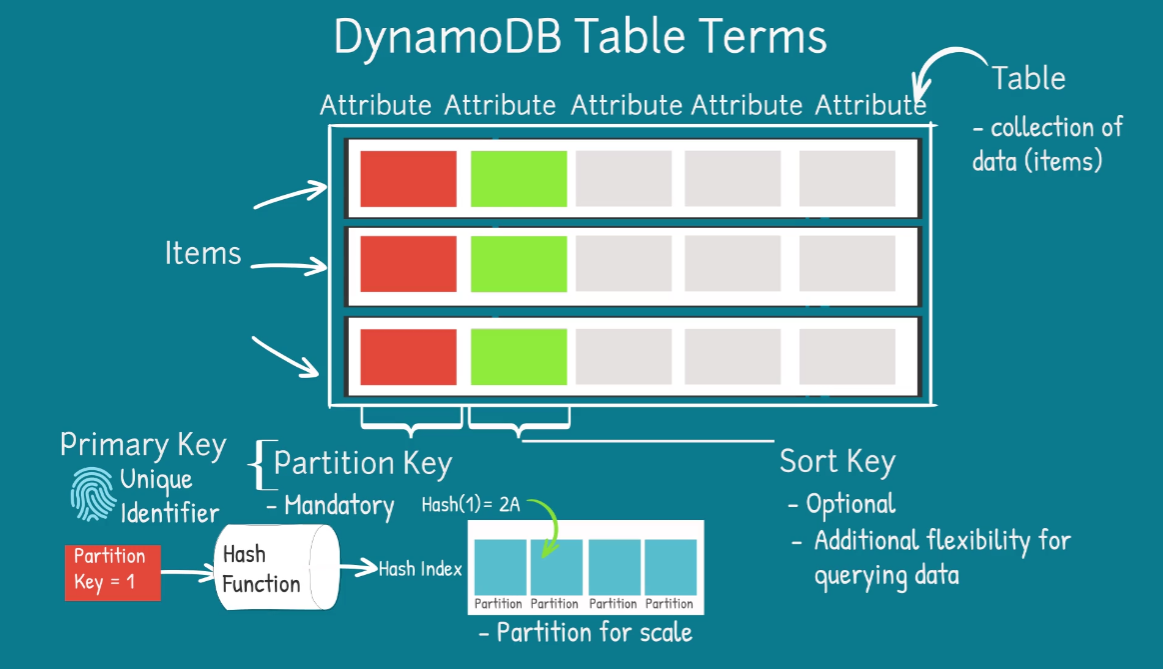 DynamoDB Table Terms
Attribute Attribute Attribute Attribute Attribute
Table
- collection of
data (items)
Items
Primary Key
Unique
Identifier
Partition Key
- Mandatory
Sort Key
- Optional
- Additional flexibility for
querying data
Hash(1)= 2A
Partition
Key = 1
Hash
Function
Hash Index
Partition Partition Partition Partition
- Partition for scale